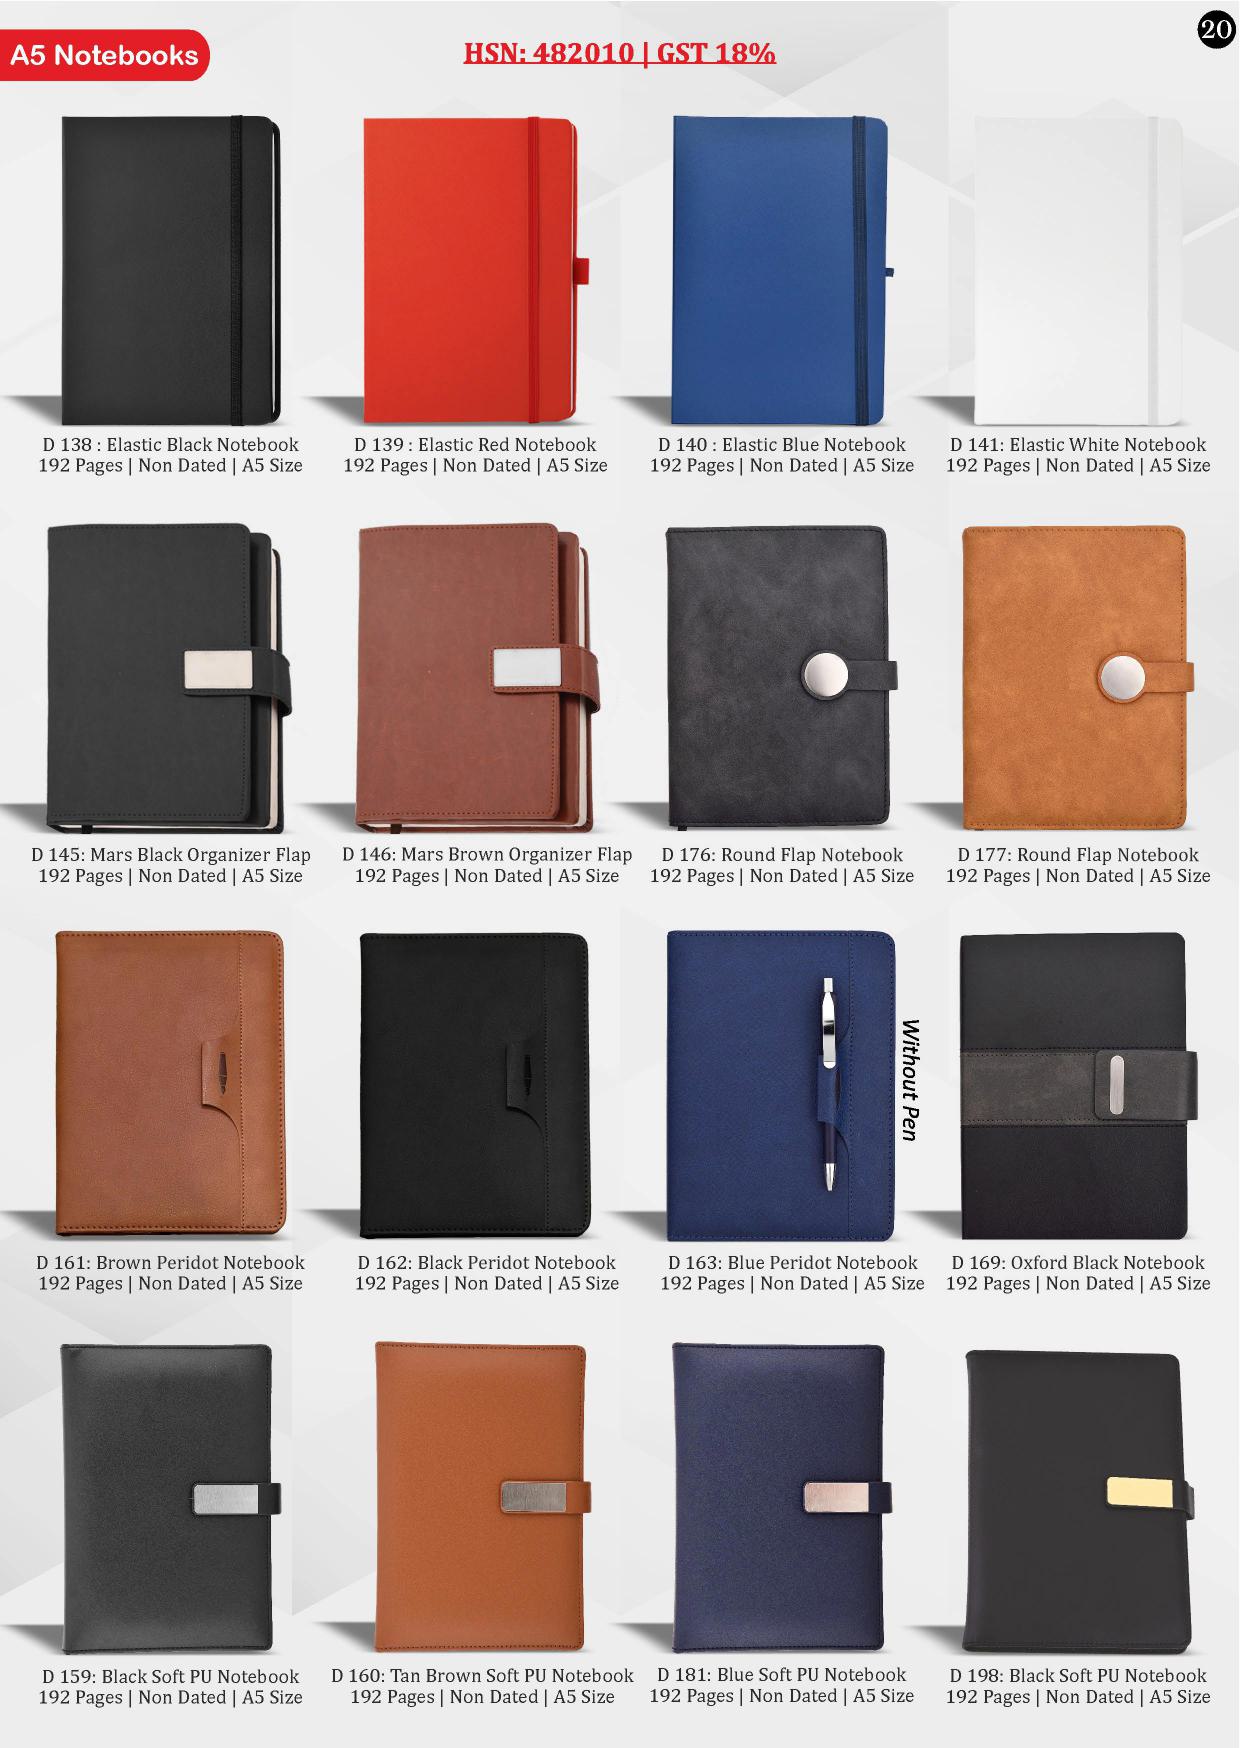 A5 Notebooks
HSN: 482010 | GST 18%
20
D 138 : Elastic Black Notebook
192 Pages | Non Dated | A5 Size
D 139 : Elastic Red Notebook
192 Pages | Non Dated | A5 Size
D 140 : Elastic Blue Notebook
192 Pages | Non Dated | A5 Size
D 141: Elastic White Notebook
192 Pages | Non Dated | A5 Size
D 145: Mars Black Organizer Flap
192 Pages | Non Dated | A5 Size
D 146: Mars Brown Organizer Flap
192 Pages | Non Dated | A5 Size
D 176: Round Flap Notebook
192 Pages | Non Dated | A5 Size
D 177: Round Flap Notebook
192 Pages | Non Dated | A5 Size
D 161: Brown Peridot Notebook
192 Pages | Non Dated | A5 Size
D 162: Black Peridot Notebook
192 Pages | Non Dated | A5 Size
Without Pen
D 163: Blue Peridot Notebook
192 Pages | Non Dated | A5 Size
D 169: Oxford Black Notebook
192 Pages | Non Dated | A5 Size
D 159: Black Soft PU Notebook
192 Pages | Non Dated | A5 Size
D 160: Tan Brown Soft PU Notebook
192 Pages | Non Dated | A5 Size
D 181: Blue Soft PU Notebook
192 Pages | Non Dated | A5 Size
D 198: Black Soft PU Notebook
192 Pages | Non Dated | A5 Size